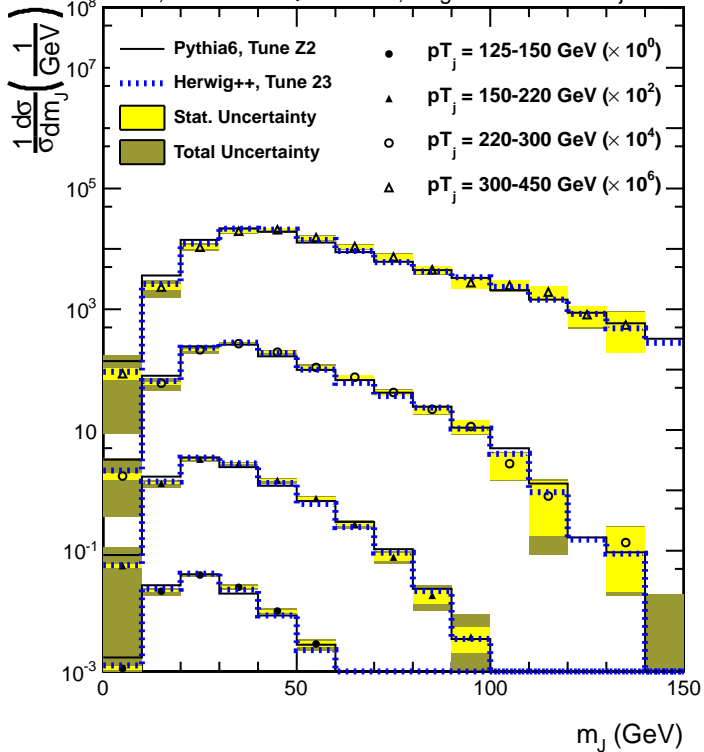 10^8
10^7
10^5
10^3
10
10^-1
10^-3
1/σ dσ/dm_J (1/GeV)
Pythia6, Tune Z2
Herwig++, Tune 23
Stat. Uncertainty
Total Uncertainty
pT_j = 125-150 GeV (× 10^0)
pT_j = 150-220 GeV (× 10^2)
pT_j = 220-300 GeV (× 10^4)
pT_j = 300-450 GeV (× 10^6)
0 50 100 150
m_J (GeV)